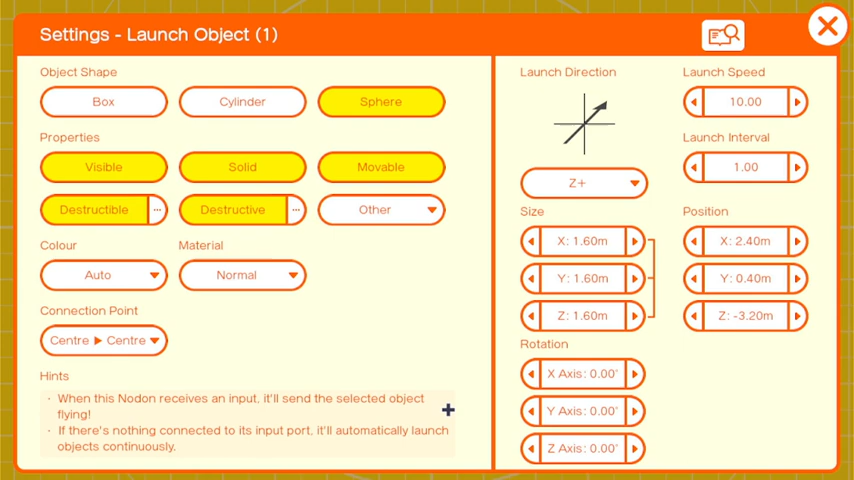 Settings - Launch Object (1)
Object Shape
Box
Cylinder
Sphere
Properties
Visible
Solid
Movable
Destructible ...
Destructive ...
Other
Colour
Material
Auto
Normal
Connection Point
Centre ▶ Centre
Hints
· When this Nodon receives an input, it'll send the selected object
flying!
· If there's nothing connected to its input port, it'll automatically launch
objects continuously.
Launch Direction
Z+
Launch Speed
10.00
Launch Interval
1.00
Size
X: 1.60m
Y: 1.60m
Z: 1.60m
Position
X: 2.40m
Y: 0.40m
Z: -3.20m
Rotation
X Axis: 0.00°
Y Axis: 0.00°
Z Axis: 0.00°